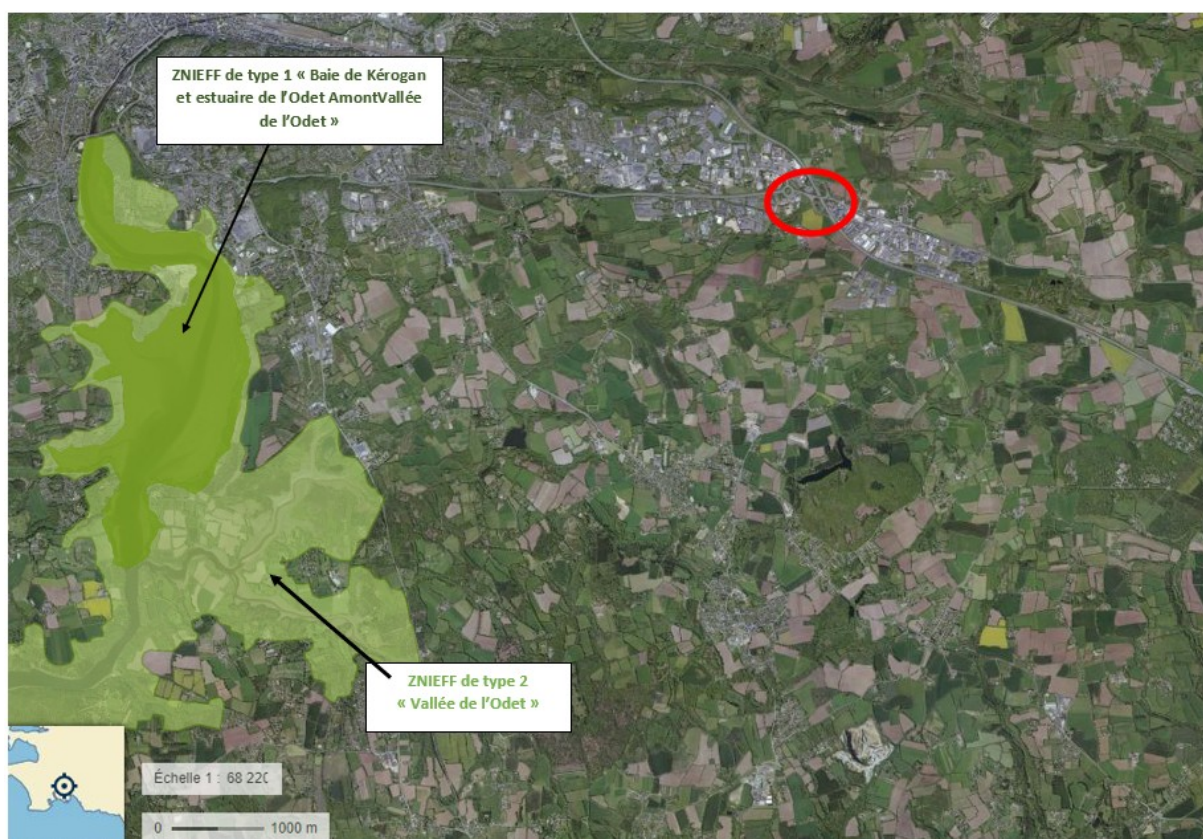 ZNIEFF de type 1 « Baie de Kérogan
et estuaire de l’Odet AmontVallée
de l’Odet »
ZNIEFF de type 2
« Vallée de l’Odet »
Échelle 1 : 68 220
0 1000 m